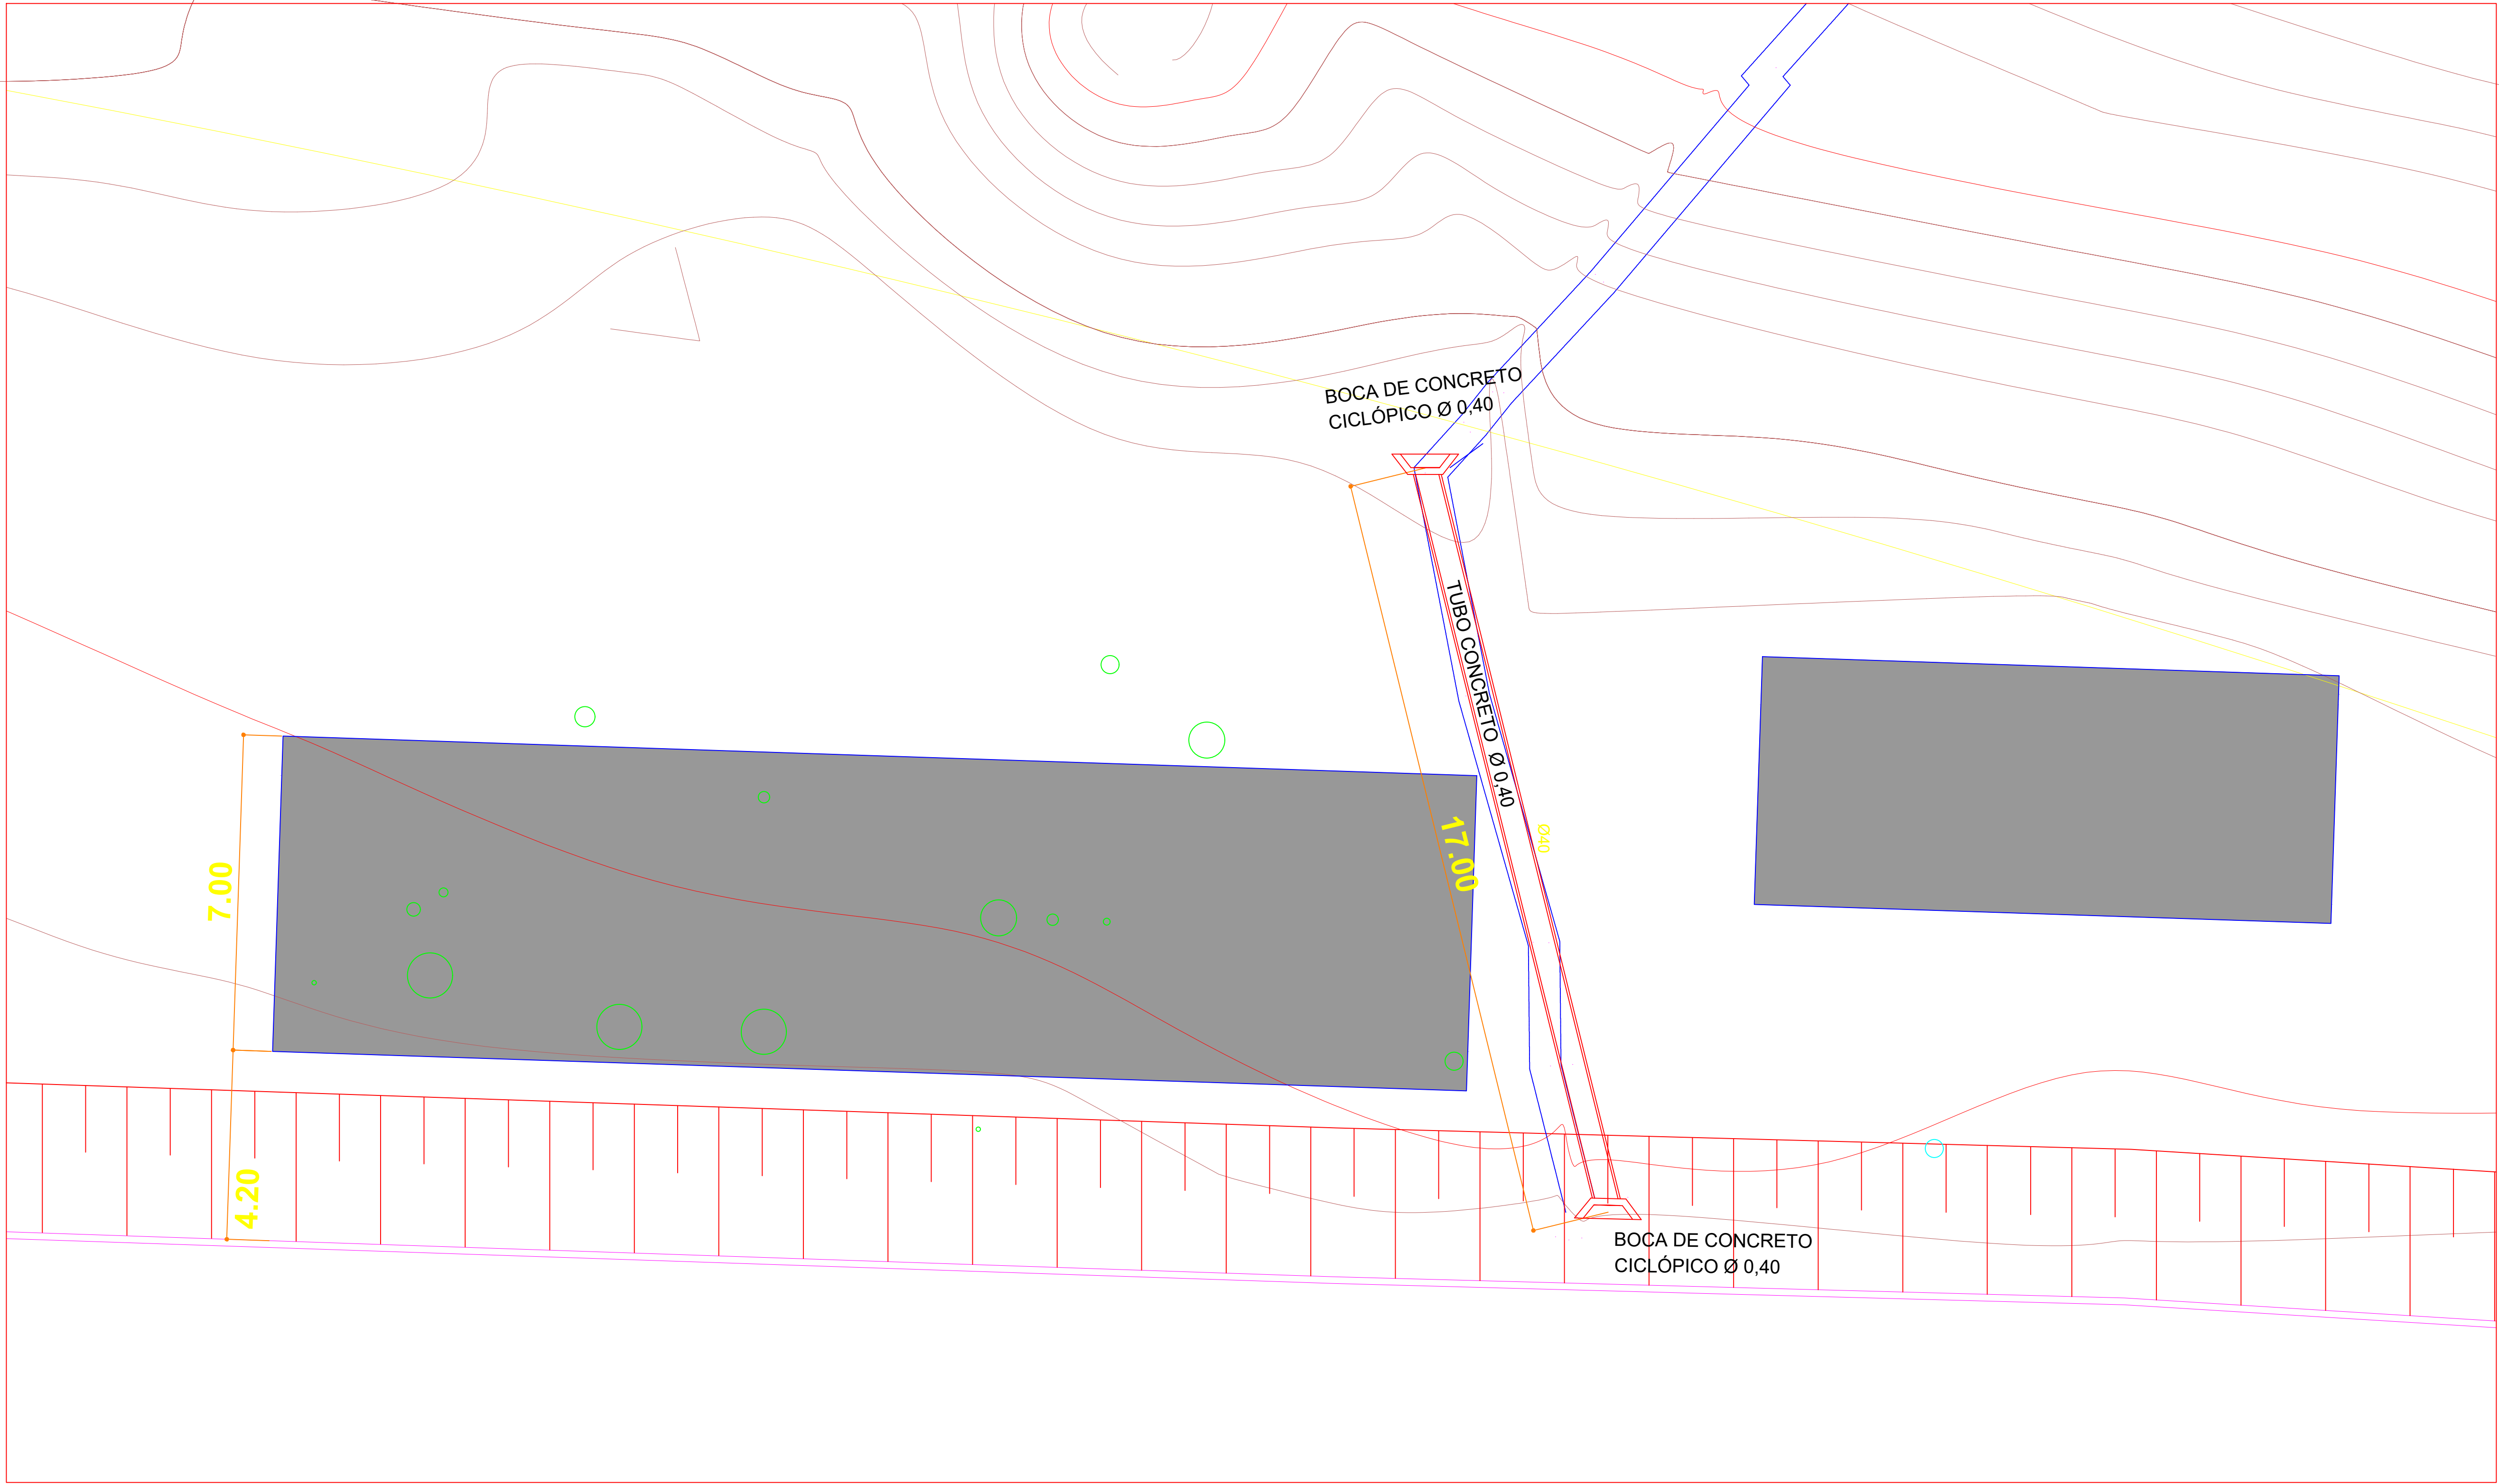 BOCA DE CONCRETO
CICLÓPICO Ø 0,40
TUBO CONCRETO Ø 0,40
17.00
Ø40
7.00
4.20
BOCA DE CONCRETO
CICLÓPICO Ø 0,40